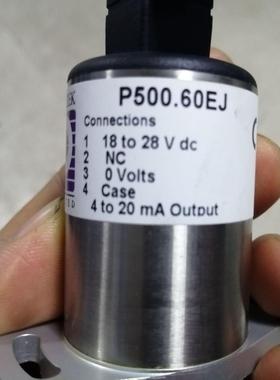 P500.60EJ
Connections
1 18 to 28 V dc
2 NC
3 0 Volts
4 Case
4 to 20 mA Output